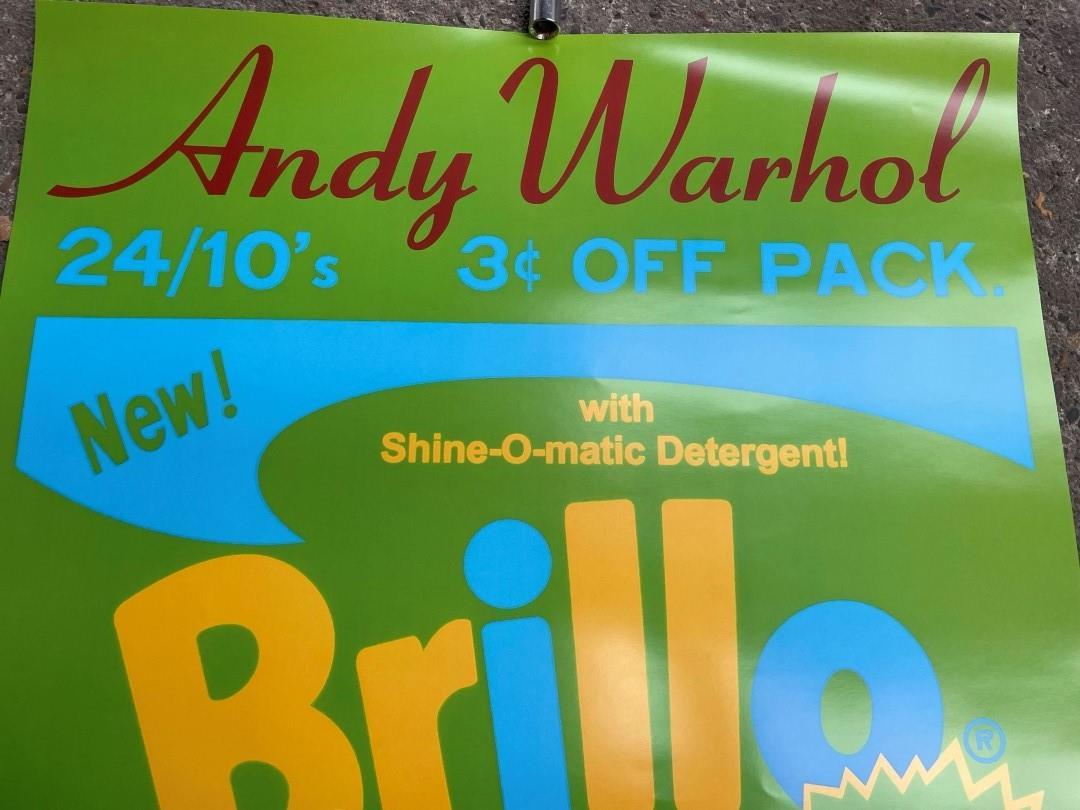 Andy Warhol
24/10's 3¢ OFF PACK.
New!
with
Shine-O-matic Detergent!
Brillo®